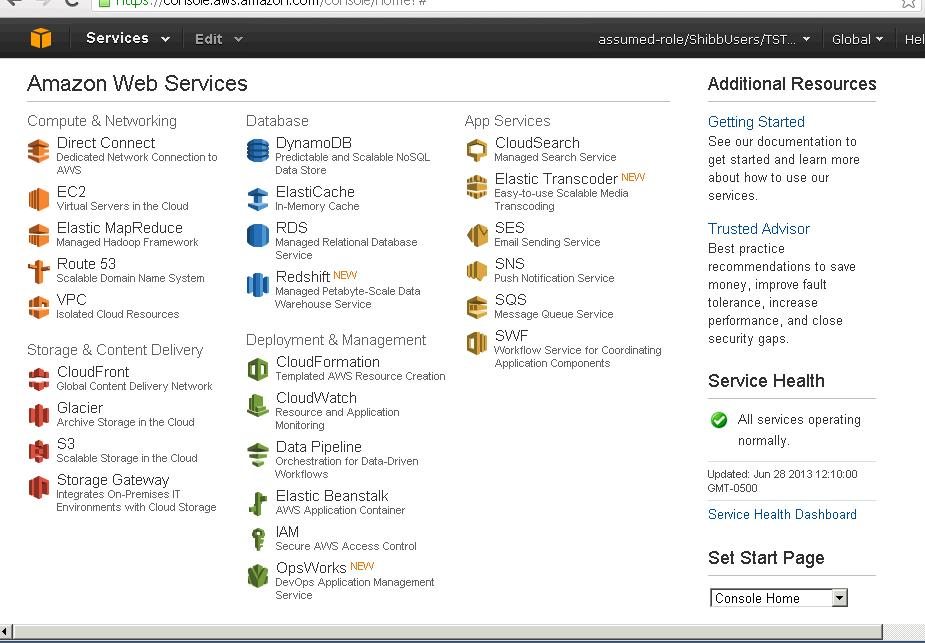 https://console.aws.amazon.com/console/home?#
Services
Edit
assumed-role/ShibbUsers/TST...
Global
Hel
Amazon Web Services
Compute & Networking
Direct Connect
Dedicated Network Connection to
AWS
EC2
Virtual Servers in the Cloud
Elastic MapReduce
Managed Hadoop Framework
Route 53
Scalable Domain Name System
VPC
Isolated Cloud Resources
Storage & Content Delivery
CloudFront
Global Content Delivery Network
Glacier
Archive Storage in the Cloud
S3
Scalable Storage in the Cloud
Storage Gateway
Integrates On-Premises IT
Environments with Cloud Storage
Database
DynamoDB
Predictable and Scalable NoSQL
Data Store
ElastiCache
In-Memory Cache
RDS
Managed Relational Database
Service
Redshift NEW
Managed Petabyte-Scale Data
Warehouse Service
Deployment & Management
CloudFormation
Templated AWS Resource Creation
CloudWatch
Resource and Application
Monitoring
Data Pipeline
Orchestration for Data-Driven
Workflows
Elastic Beanstalk
AWS Application Container
IAM
Secure AWS Access Control
OpsWorks NEW
DevOps Application Management
Service
App Services
CloudSearch
Managed Search Service
Elastic Transcoder NEW
Easy-to-use Scalable Media
Transcoding
SES
Email Sending Service
SNS
Push Notification Service
SQS
Message Queue Service
SWF
Workflow Service for Coordinating
Application Components
Additional Resources
Getting Started
See our documentation to
get started and learn more
about how to use our
services.
Trusted Advisor
Best practice
recommendations to save
money, improve fault
tolerance, increase
performance, and close
security gaps.
Service Health
All services operating
normally.
Updated: Jun 28 2013 12:10:00
GMT-0500
Service Health Dashboard
Set Start Page
Console Home